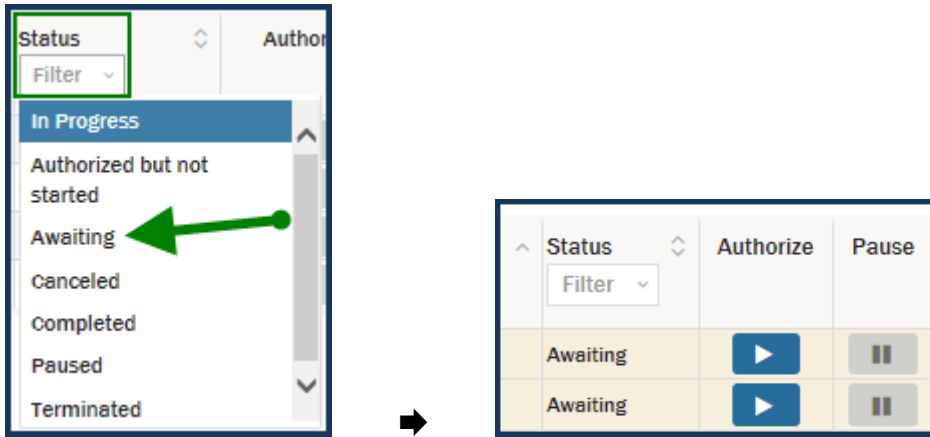 Status Author
Filter
In Progress
Authorized but not
started
Awaiting
Canceled
Completed
Paused
Terminated
Status Authorize Pause
Filter
Awaiting
Awaiting